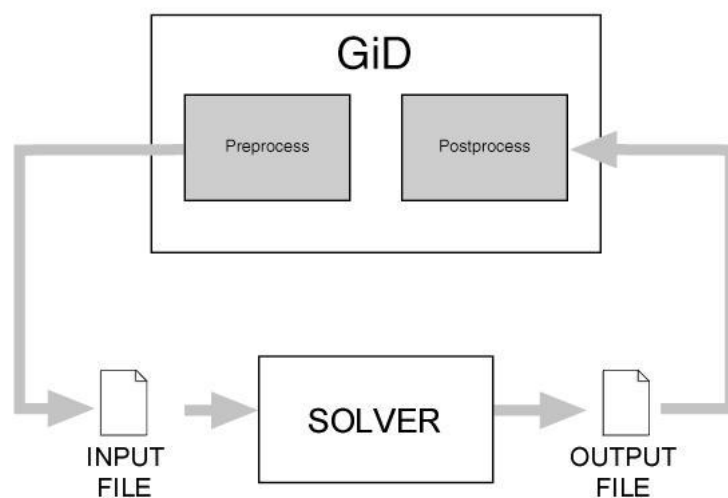 GiD
Preprocess
Postprocess
SOLVER
INPUT
FILE
OUTPUT
FILE